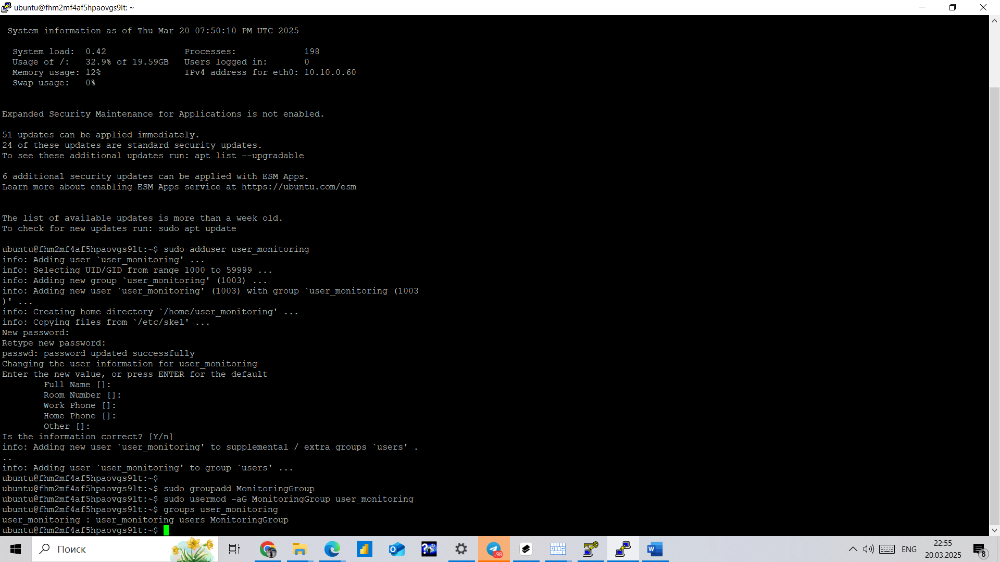 ubuntu@fhm2mf4af5hpaovgs9lt: ~
System information as of Thu Mar 20 07:50:10 PM UTC 2025
System load: 0.42 Processes: 198
Usage of /: 32.9% of 19.59GB Users logged in: 0
Memory usage: 12% IPv4 address for eth0: 10.10.0.60
Swap usage: 0%
Expanded Security Maintenance for Applications is not enabled.
51 updates can be applied immediately.
24 of these updates are standard security updates.
To see these additional updates run: apt list --upgradable
6 additional security updates can be applied with ESM Apps.
Learn more about enabling ESM Apps service at https://ubuntu.com/esm
The list of available updates is more than a week old.
To check for new updates run: sudo apt update
ubuntu@fhm2mf4af5hpaovgs9lt:~$ sudo adduser user_monitoring
info: Adding user `user_monitoring' ...
info: Selecting UID/GID from range 1000 to 59999 ...
info: Adding new group `user_monitoring' (1003) ...
info: Adding new user `user_monitoring' (1003) with group `user_monitoring (1003
)' ...
info: Creating home directory `/home/user_monitoring' ...
info: Copying files from `/etc/skel' ...
New password:
Retype new password:
passwd: password updated successfully
Changing the user information for user_monitoring
Enter the new value, or press ENTER for the default
Full Name []:
Room Number []:
Work Phone []:
Home Phone []:
Other []:
Is the information correct? [Y/n]
info: Adding new user `user_monitoring' to supplemental / extra groups `users' .
..
info: Adding user `user_monitoring' to group `users' ...
ubuntu@fhm2mf4af5hpaovgs9lt:~$
ubuntu@fhm2mf4af5hpaovgs9lt:~$ sudo groupadd MonitoringGroup
ubuntu@fhm2mf4af5hpaovgs9lt:~$ sudo usermod -aG MonitoringGroup user_monitoring
ubuntu@fhm2mf4af5hpaovgs9lt:~$ groups user_monitoring
user_monitoring : user_monitoring users MonitoringGroup
ubuntu@fhm2mf4af5hpaovgs9lt:~$
Поиск
..98
ENG
22:55
20.03.2025
8